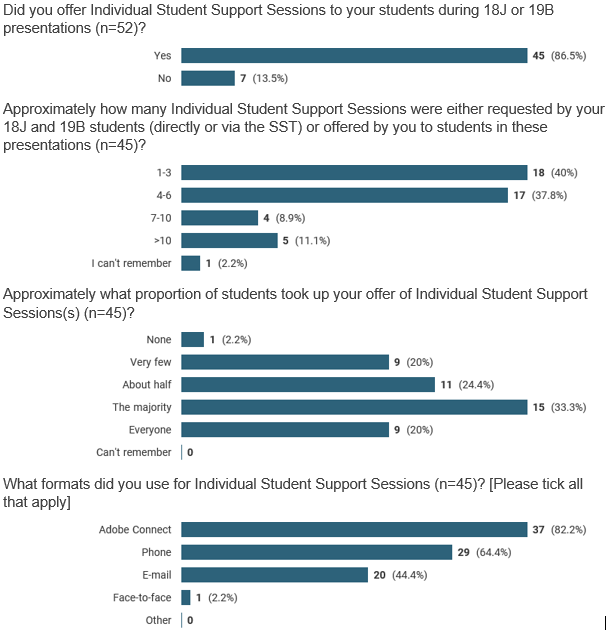 Did you offer Individual Student Support Sessions to your students during 18J or 19B
presentations (n=52)?
Yes 45 (86.5%)
No 7 (13.5%)
Approximately how many Individual Student Support Sessions were either requested by your
18J and 19B students (directly or via the SST) or offered by you to students in these
presentations (n=45)?
1-3 18 (40%)
4-6 17 (37.8%)
7-10 4 (8.9%)
>10 5 (11.1%)
I can't remember 1 (2.2%)
Approximately what proportion of students took up your offer of Individual Student Support
Sessions(s) (n=45)?
None 1 (2.2%)
Very few 9 (20%)
About half 11 (24.4%)
The majority 15 (33.3%)
Everyone 9 (20%)
Can't remember 0
What formats did you use for Individual Student Support Sessions (n=45)? [Please tick all
that apply]
Adobe Connect 37 (82.2%)
Phone 29 (64.4%)
E-mail 20 (44.4%)
Face-to-face 1 (2.2%)
Other 0